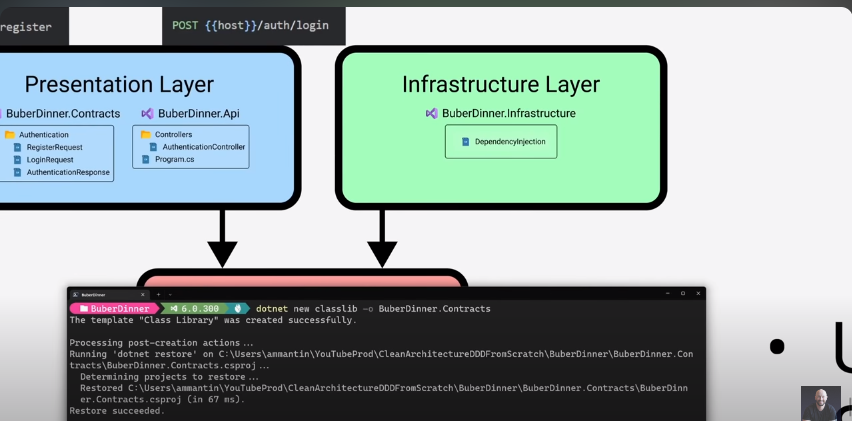 register
POST {{host}}/auth/login
Presentation Layer
Infrastructure Layer
BuberDinner.Contracts
BuberDinner.Api
BuberDinner.Infrastructure
Authentication
RegisterRequest
LoginRequest
AuthenticationResponse
Controllers
AuthenticationController
Program.cs
DependencyInjection
BuberDinner
BuberDinner 6.0.300 dotnet new classlib -o BuberDinner.Contracts
The template "Class Library" was created successfully.
Processing post-creation actions...
Running 'dotnet restore' on C:\Users\ammantin\YouTubeProd\CleanArchitectureDDDFromScratch\BuberDinner\BuberDinner.Con
tracts\BuberDinner.Contracts.csproj...
Determining projects to restore...
Restored C:\Users\ammantin\YouTubeProd\CleanArchitectureDDDFromScratch\BuberDinner\BuberDinner.Contracts\BuberDinn
er.Contracts.csproj (in 67 ms).
Restore succeeded.